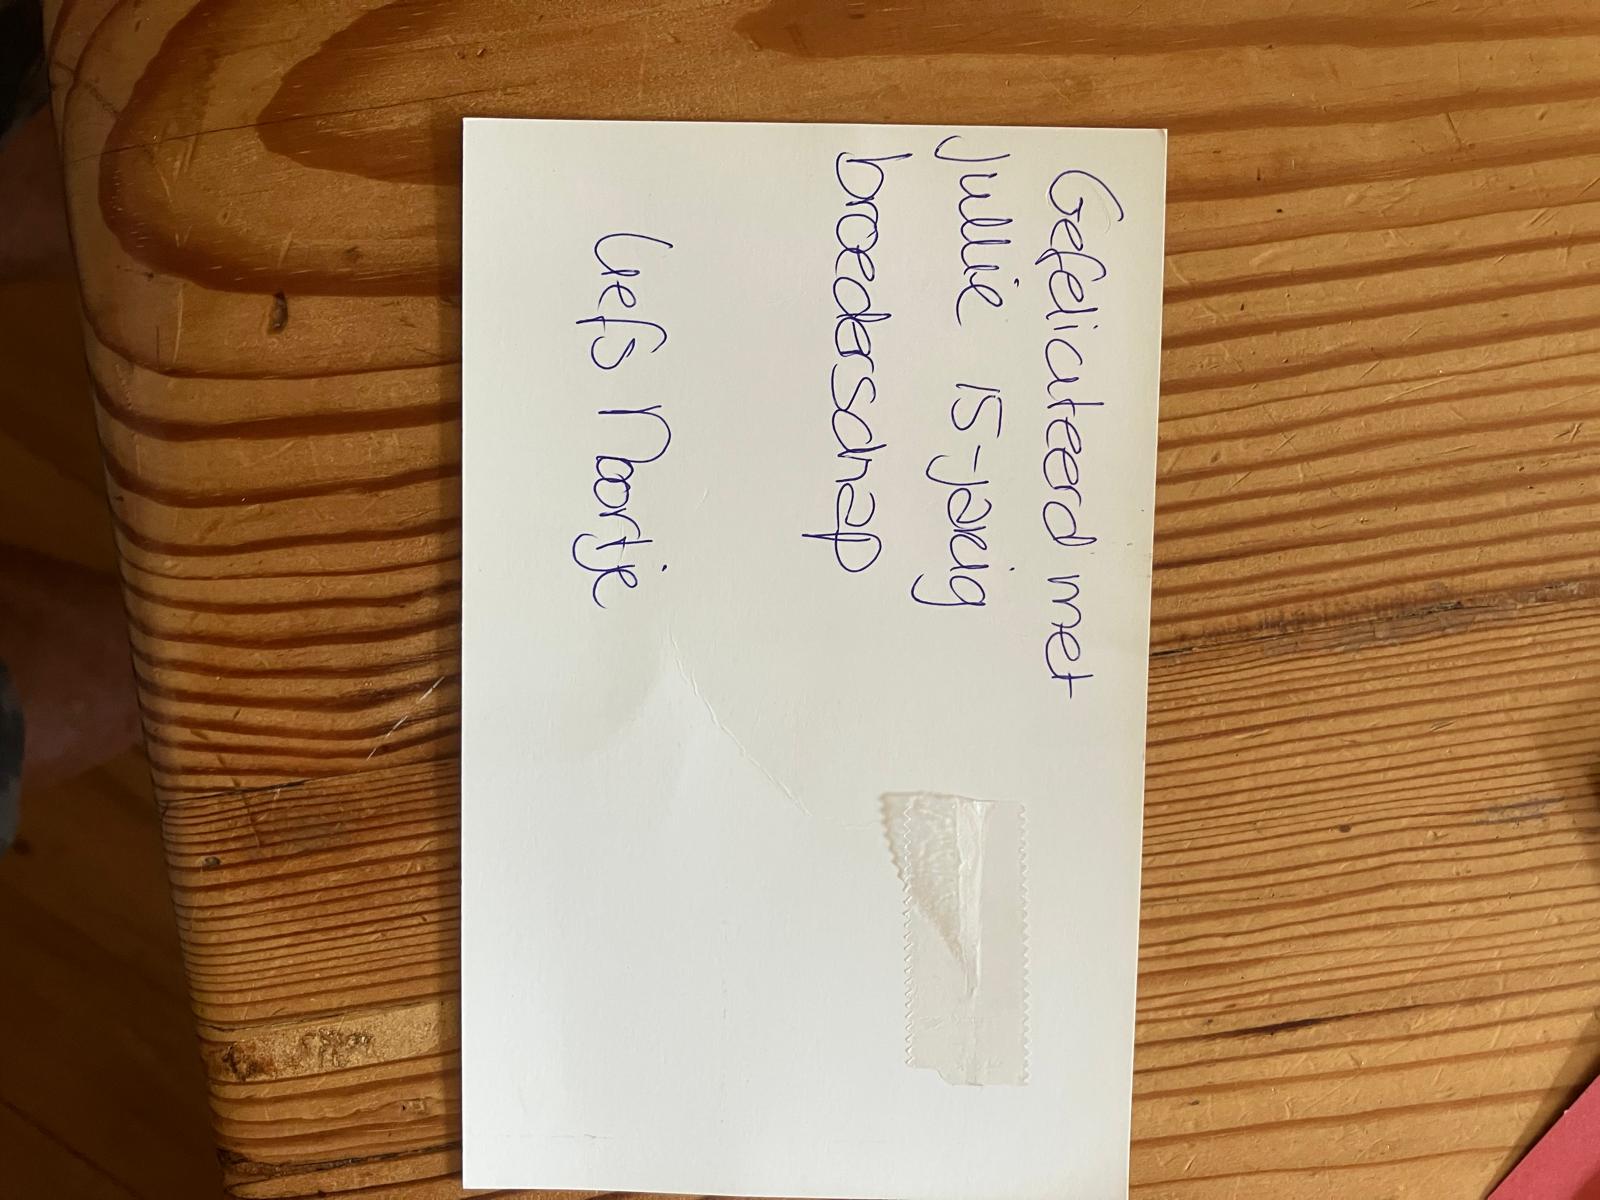 Gefeliciteerd met
jullie 15-jarig
broederschap
Liefs Noortje